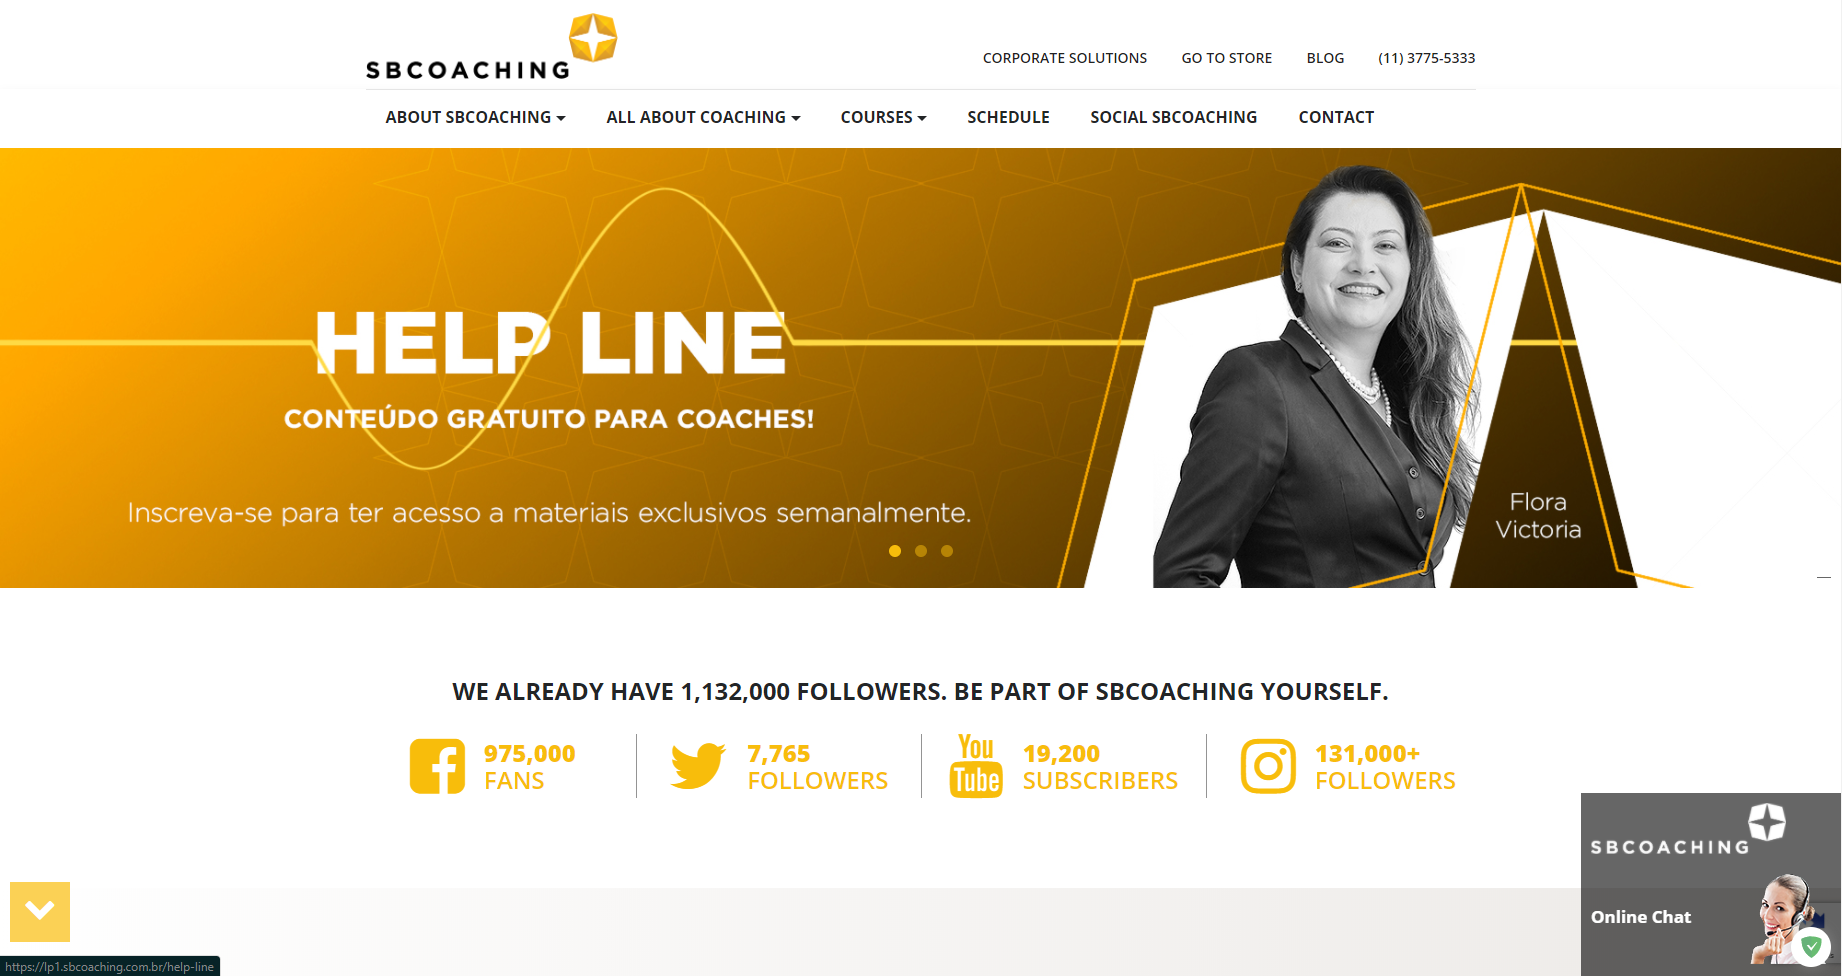 SBCOACHING
CORPORATE SOLUTIONS GO TO STORE BLOG (11) 3775-5333
ABOUT SBCOACHING ALL ABOUT COACHING COURSES SCHEDULE SOCIAL SBCOACHING CONTACT
HELP LINE
CONTEÚDO GRATUITO PARA COACHES!
Inscreva-se para ter acesso a materiais exclusivos semanalmente.
Flora
Victoria
WE ALREADY HAVE 1,132,000 FOLLOWERS. BE PART OF SBCOACHING YOURSELF.
975,000
FANS
7,765
FOLLOWERS
You
Tube
19,200
SUBSCRIBERS
131,000+
FOLLOWERS
SBCOACHING
Online Chat
https://lp1.sbcoaching.com.br/help-line